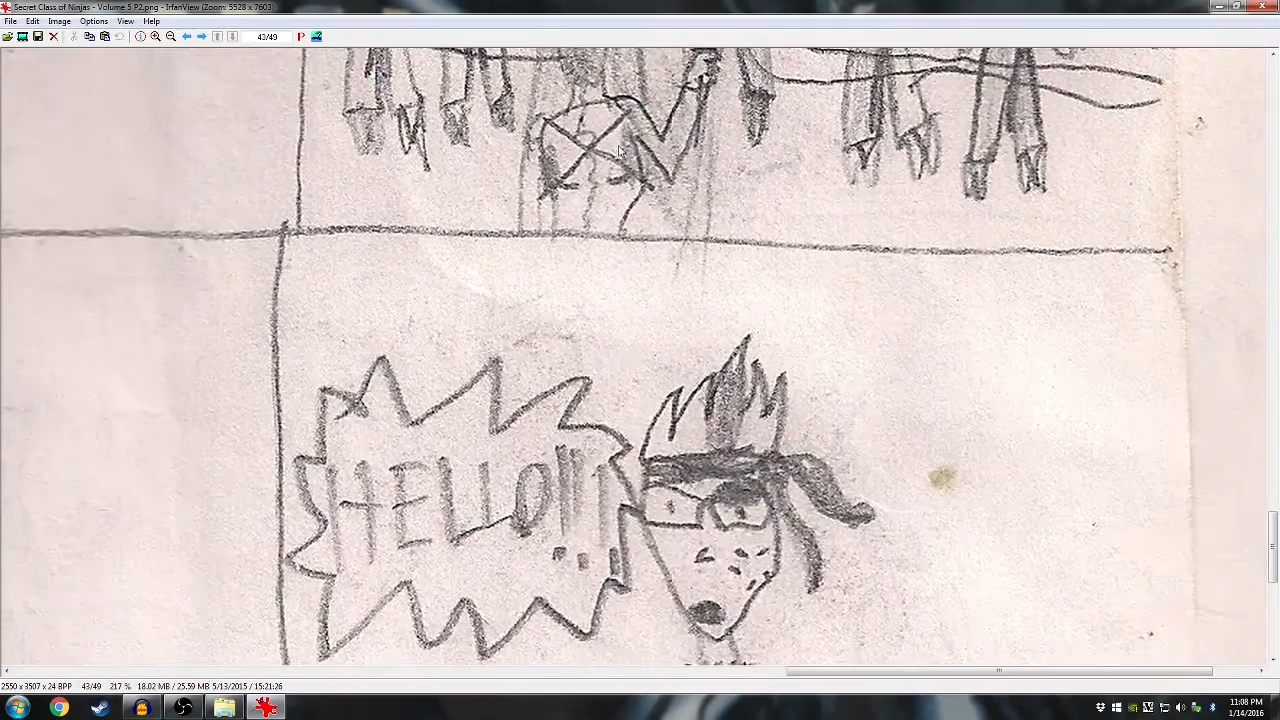 Secret Class of Ninjas - Volume 5 P2.png - IrfanView (Zoom: 5528 x 7603)
File Edit Image Options View Help
43/49
HELLO!!!
2550 x 3507 x 24 BPP 43/49 217 % 18.02 MB / 25.59 MB 5/13/2015 / 15:21:26
11:08 PM
1/14/2016